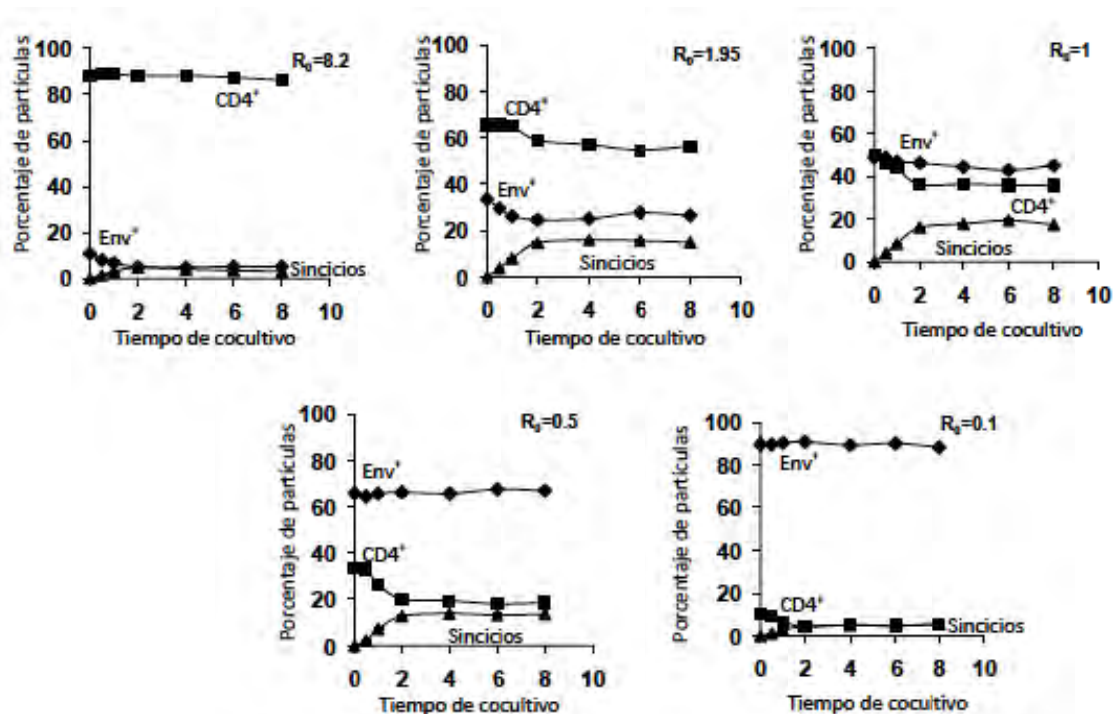 Porcentaje de partículas
100
80
60
40
20
0
R₀=8.2
CD4⁺
Env⁺
Sincicios
0 2 4 6 8 10
Tiempo de cocultivo
Porcentaje de partículas
100
80
60
40
20
0
R₀=1.95
CD4⁺
Env⁺
Sincicios
0 2 4 6 8 10
Tiempo de cocultivo
Porcentaje de partículas
100
80
60
40
20
0
R₀=1
Env⁺
CD4⁺
Sincicios
0 2 4 6 8 10
Tiempo de cocultivo
Porcentaje de partículas
100
80
60
40
20
0
R₀=0.5
Env⁺
CD4⁺
Sincicios
0 2 4 6 8 10
Tiempo de cocultivo
Porcentaje de partículas
100
80
60
40
20
0
R₀=0.1
Env⁺
CD4⁺
Sincicios
0 2 4 6 8 10
Tiempo de cocultivo